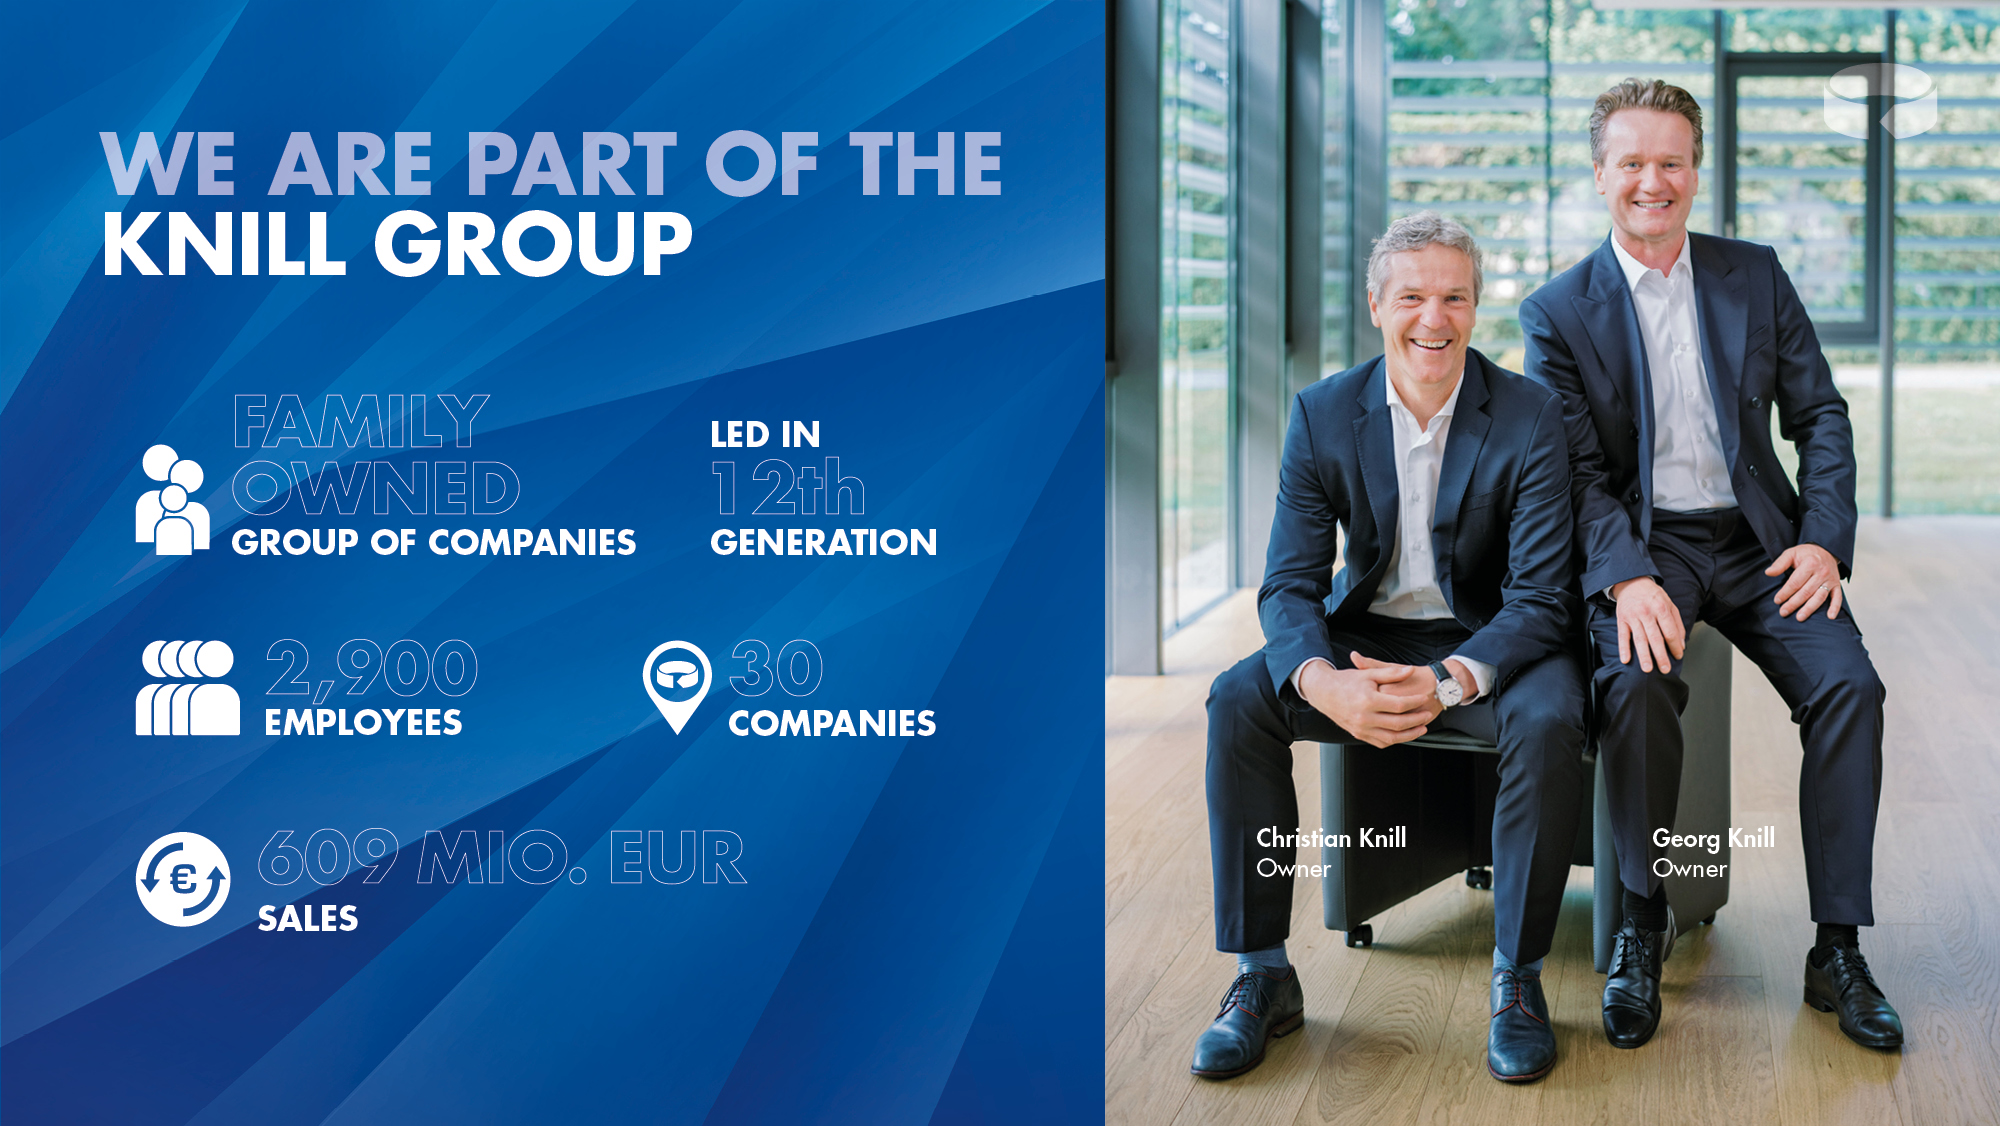 WE ARE PART OF THE
KNILL GROUP
FAMILY
OWNED
GROUP OF COMPANIES
LED IN
12th
GENERATION
2,900
EMPLOYEES
30
COMPANIES
609 MIO. EUR
SALES
Christian Knill
Owner
Georg Knill
Owner